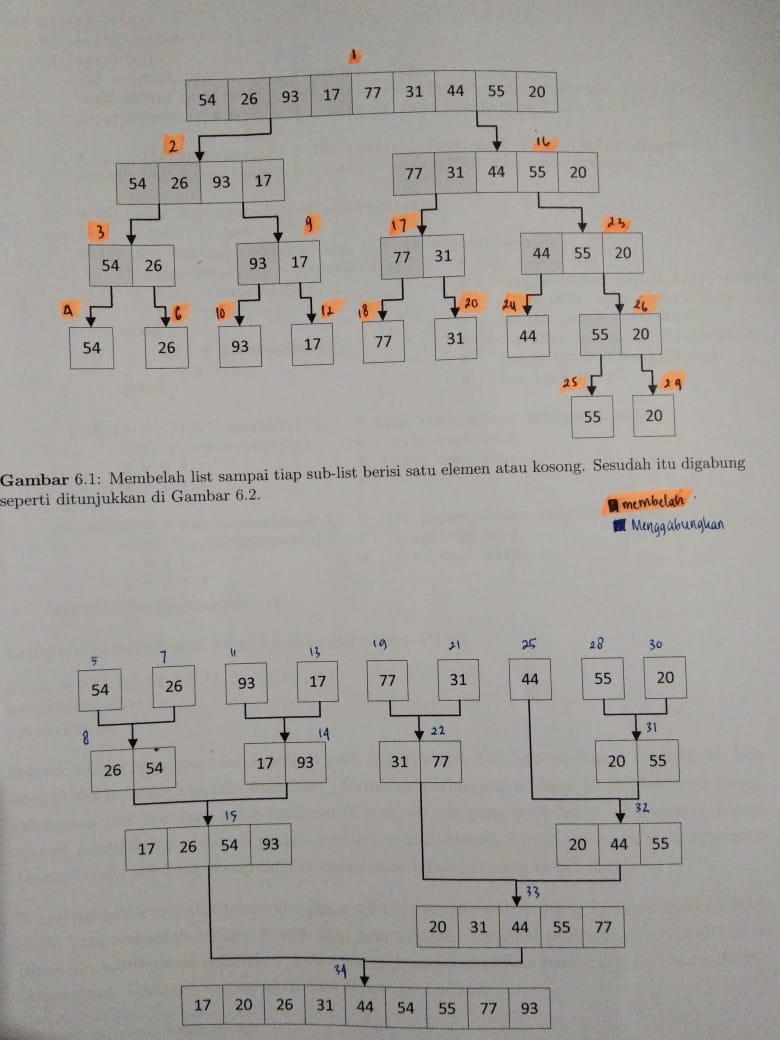 1
54 26 93 17 77 31 44 55 20
2 16
54 26 93 17 77 31 44 55 20
3 9 17 23
54 26 93 17 77 31 44 55 20
4 6 10 12 18 20 24 26
54 26 93 17 77 31 44 55 20
25 29
55 20
Gambar 6.1: Membelah list sampai tiap sub-list berisi satu elemen atau kosong. Sesudah itu digabung
seperti ditunjukkan di Gambar 6.2.
membelah
Menggabungkan
5 7 11 13 19 21 25 28 30
54 26 93 17 77 31 44 55 20
8 14 22 31
26 54 17 93 31 77 20 55
15 32
17 26 54 93 20 44 55
33
20 31 44 55 77
34
17 20 26 31 44 54 55 77 93